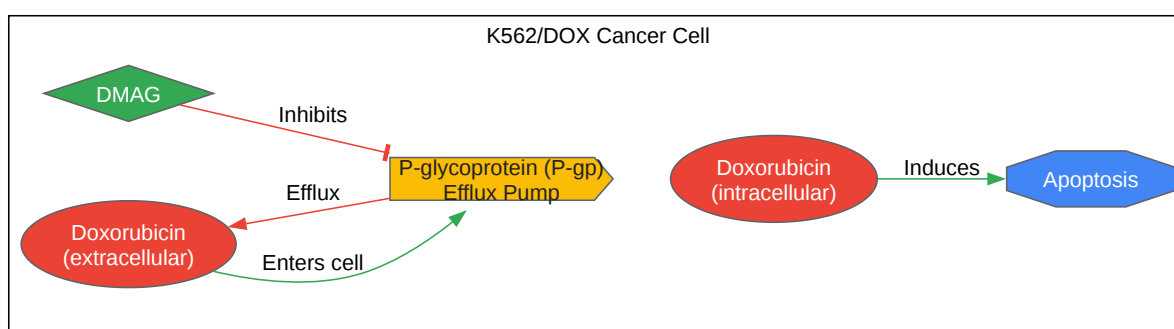 K562/DOX Cancer Cell
DMAG
Inhibits
P-glycoprotein (P-gp)
Efflux Pump
Efflux
Doxorubicin
(extracellular)
Enters cell
Doxorubicin
(intracellular)
Induces
Apoptosis